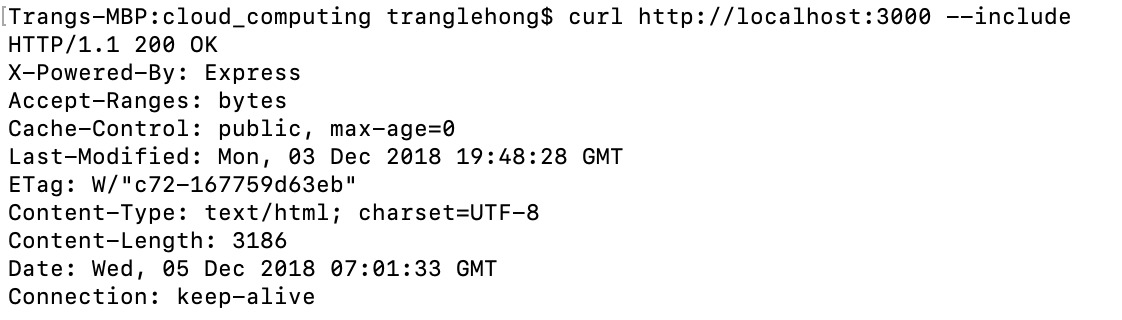 [Trangs-MBP:cloud_computing tranglehong$ curl http://localhost:3000 --include
HTTP/1.1 200 OK
X-Powered-By: Express
Accept-Ranges: bytes
Cache-Control: public, max-age=0
Last-Modified: Mon, 03 Dec 2018 19:48:28 GMT
ETag: W/"c72-167759d63eb"
Content-Type: text/html; charset=UTF-8
Content-Length: 3186
Date: Wed, 05 Dec 2018 07:01:33 GMT
Connection: keep-alive